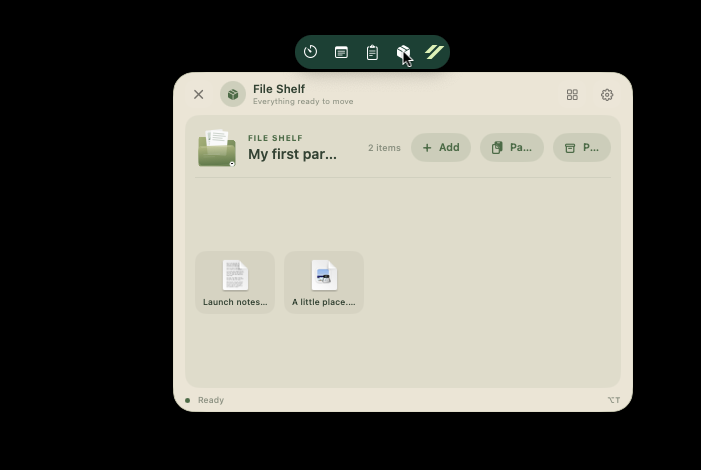 File Shelf
Everything ready to move
FILE SHELF
My first par...
2 items
Add
Pa...
P...
Launch notes...
A little place....
Ready
⌥T